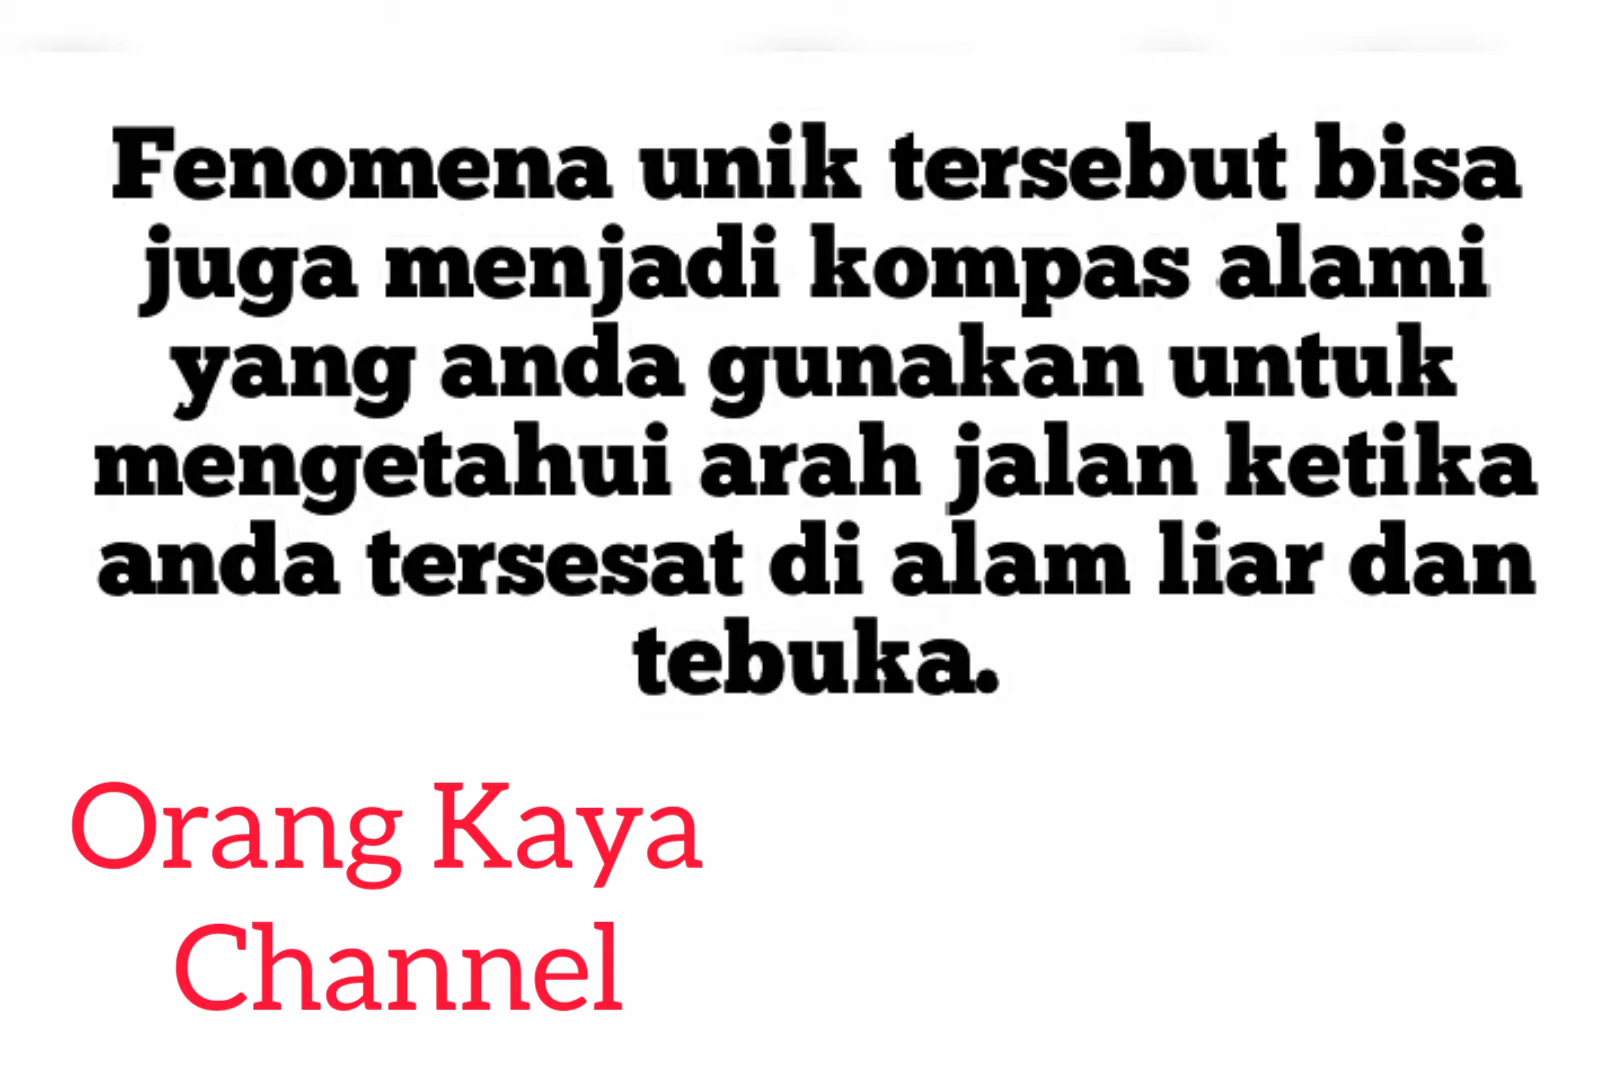 Fenomena unik tersebut bisa
juga menjadi kompas alami
yang anda gunakan untuk
mengetahui arah jalan ketika
anda tersesat di alam liar dan
tebuka.
Orang Kaya
Channel